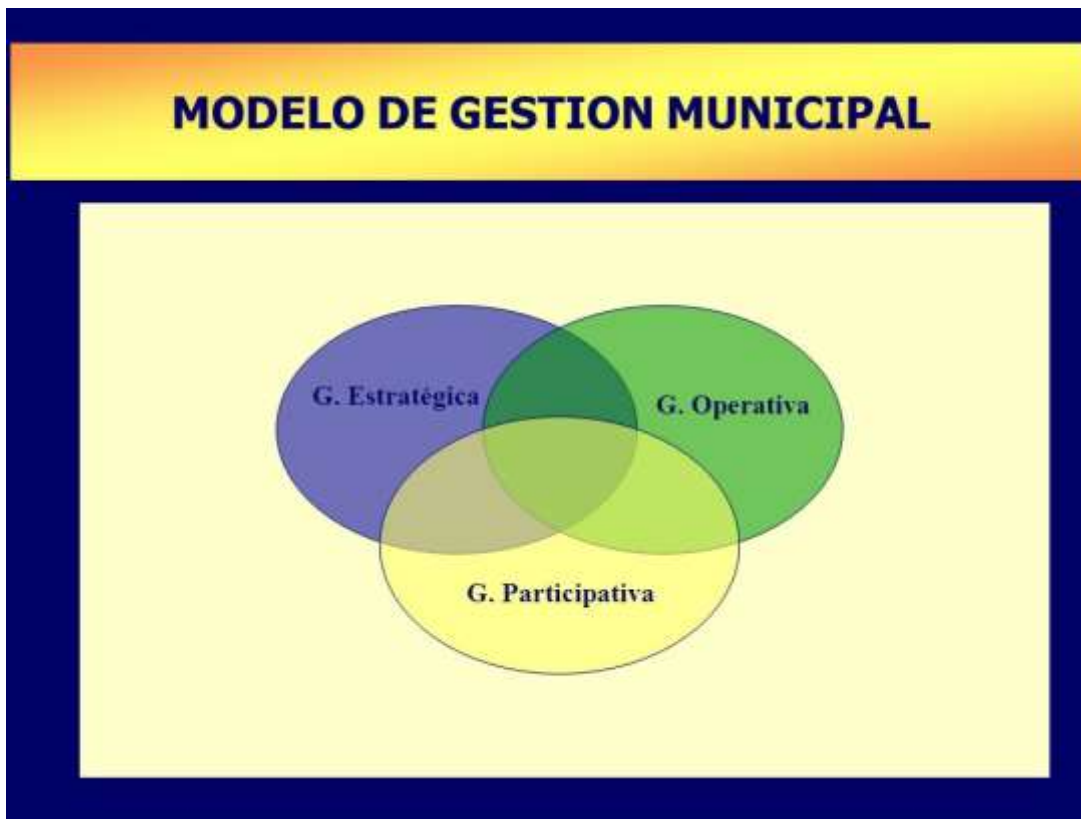 MODELO DE GESTION MUNICIPAL
G. Estratégica
G. Operativa
G. Participativa